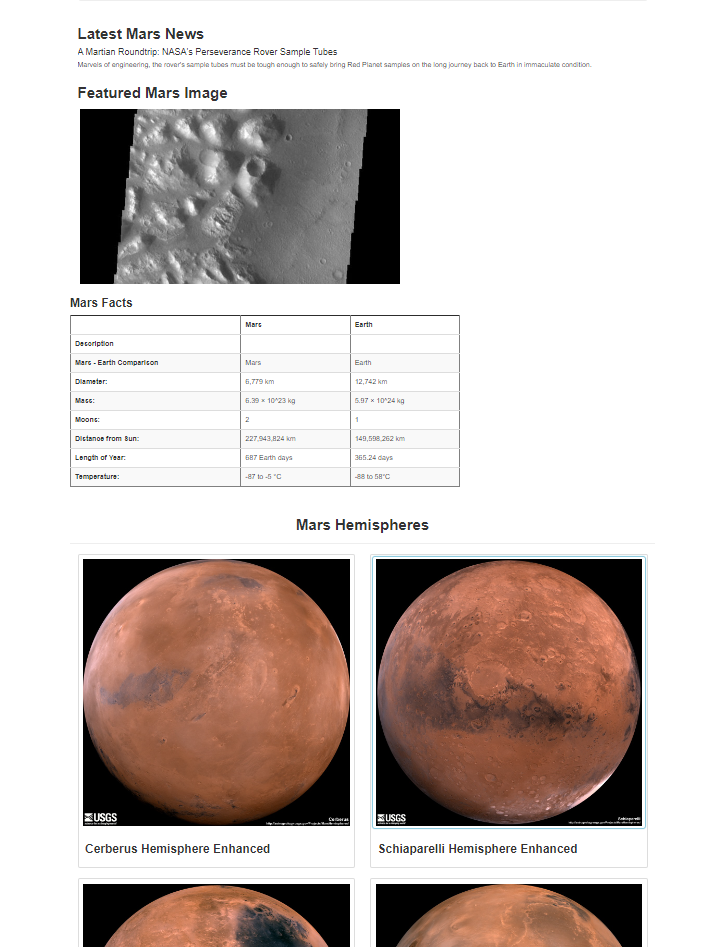 Latest Mars News
A Martian Roundtrip: NASA's Perseverance Rover Sample Tubes
Marvels of engineering, the rover's sample tubes must be tough enough to safely bring Red Planet samples on the long journey back to Earth in immaculate condition.
Featured Mars Image
Mars Facts
Mars Earth
Description
Mars - Earth Comparison Mars Earth
Diameter: 6,779 km 12,742 km
Mass: 6.39 × 10^23 kg 5.97 × 10^24 kg
Moons: 2 1
Distance from Sun: 227,943,824 km 149,598,262 km
Length of Year: 687 Earth days 365.24 days
Temperature: -87 to -5 °C -88 to 58°C
Mars Hemispheres
USGS Cerberus
USGS Schiaparelli
Cerberus Hemisphere Enhanced
Schiaparelli Hemisphere Enhanced